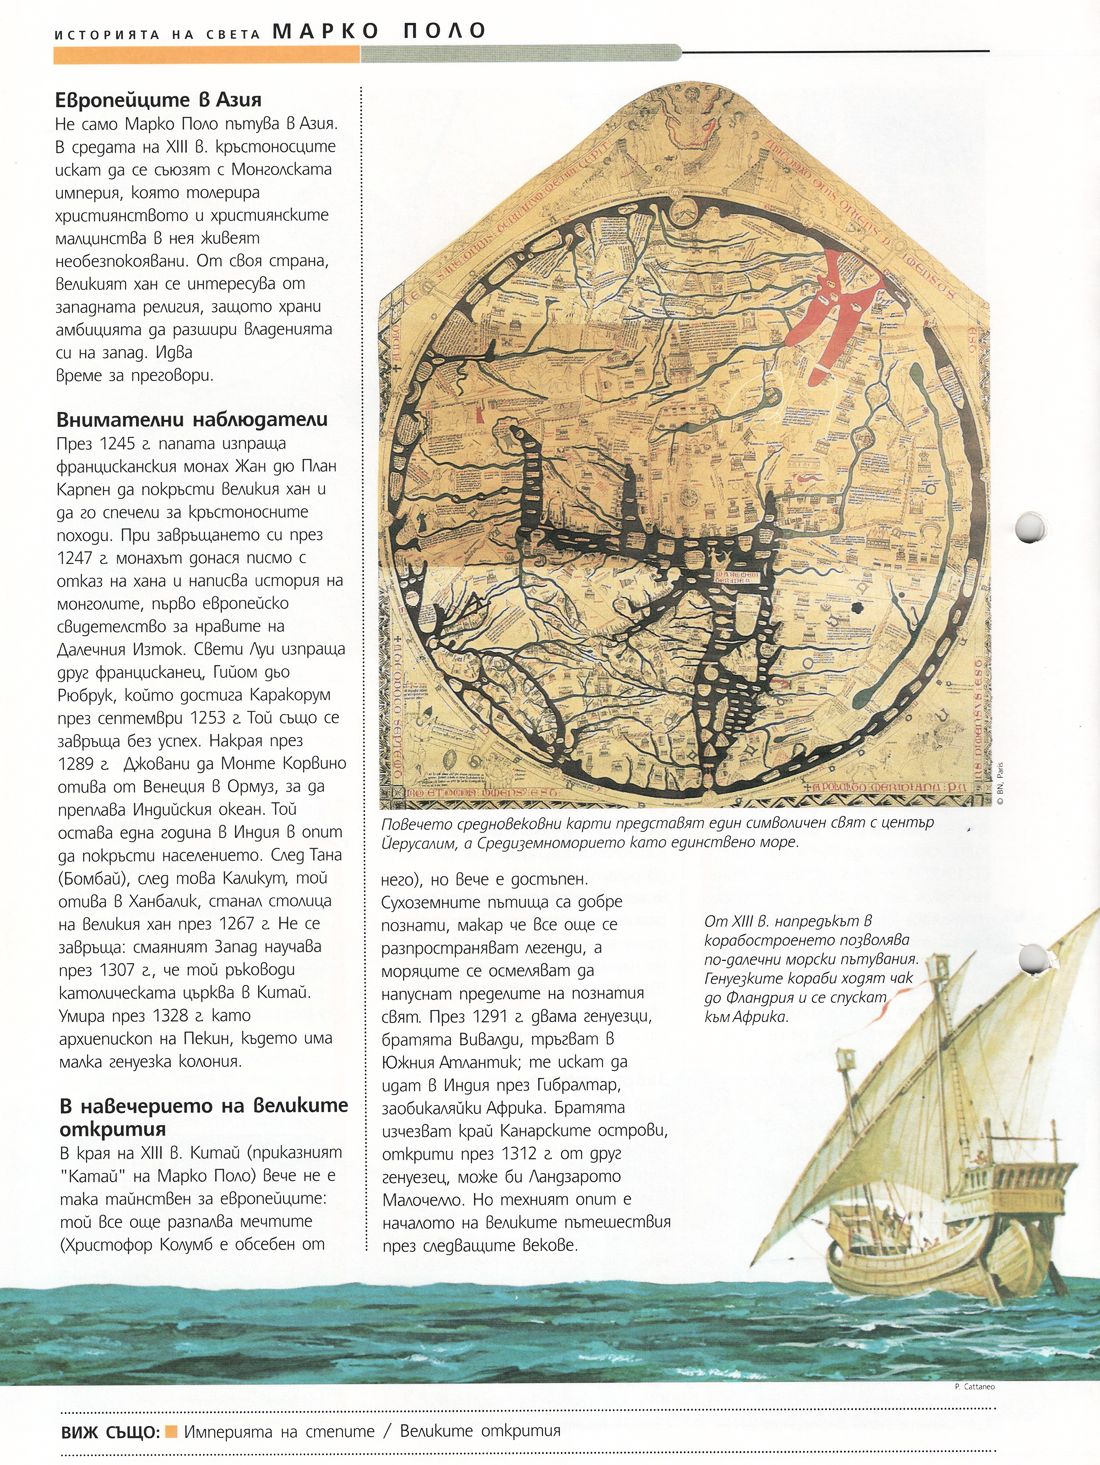 ИСТОРИЯТА НА СВЕТА МАРКО ПОЛО
Европейците в Азия
Не само Марко Поло пътува в Азия.
В средата на XIII в. кръстоносците
искат да се съюзят с Монголската
империя, която толерира
християнството и християнските
малцинства в нея живеят
необезпокоявани. От своя страна,
великият хан се интересува от
западната религия, защото храни
амбицията да разшири владенията
си на запад. Идва
време за преговори.
Внимателни наблюдатели
През 1245 г. папата изпраща
францисканския монах Жан дю План
Карпен да покръсти великия хан и
да го спечели за кръстоносните
походи. При завръщането си през
1247 г. монахът донася писмо с
отказ на хана и написва история на
монголите, първо европейско
свидетелство за нравите на
Далечния Изток. Свети Луи изпраща
друг францисканец, Гийом дьо
Рюбрук, който достига Каракорум
през септември 1253 г. Той също се
завръща без успех. Накрая през
1289 г. Джовани да Монте Корвино
отива от Венеция в Ормуз, за да
преплава Индийския океан. Той
остава една година в Индия в опит
да покръсти населението. След Тана
(Бомбай), след това Каликут, той
отива в Ханбалик, станал столица
на великия хан през 1267 г. Не се
завръща: смаяният Запад научава
през 1307 г., че той ръководи
католическата църква в Китай.
Умира през 1328 г. като
архиепископ на Пекин, където има
малка генуезка колония.
В навечерието на великите
открития
В края на XIII в. Китай (приказният
"Катай" на Марко Поло) вече не е
така тайнствен за европейците:
той все още разпалва мечтите
(Христофор Колумб е обсебен от
© BN, Paris
Повечето средновековни карти представят един символичен свят с център
Йерусалим, а Средиземноморието като единствено море.
него), но вече е достъпен.
Сухоземните пътища са добре
познати, макар че все още се
разпространяват легенди, а
моряците се осмеляват да
напуснат пределите на познатия
свят. През 1291 г. двама генуезци,
братята Вивалди, тръгват в
Южния Атлантик; те искат да
идат в Индия през Гибралтар,
заобикаляйки Африка. Братята
изчезват край Канарските острови,
открити през 1312 г. от друг
генуезец, може би Ландзарото
Малочелло. Но техният опит е
началото на великите пътешествия
през следващите векове.
От XIII в. напредъкът в
корабостроенето позволява
по-далечни морски пътувания.
Генуезките кораби ходят чак
до Фландрия и се спускат
към Африка.
P. Cattaneo
ВИЖ СЪЩО: Империята на степите / Великите открития